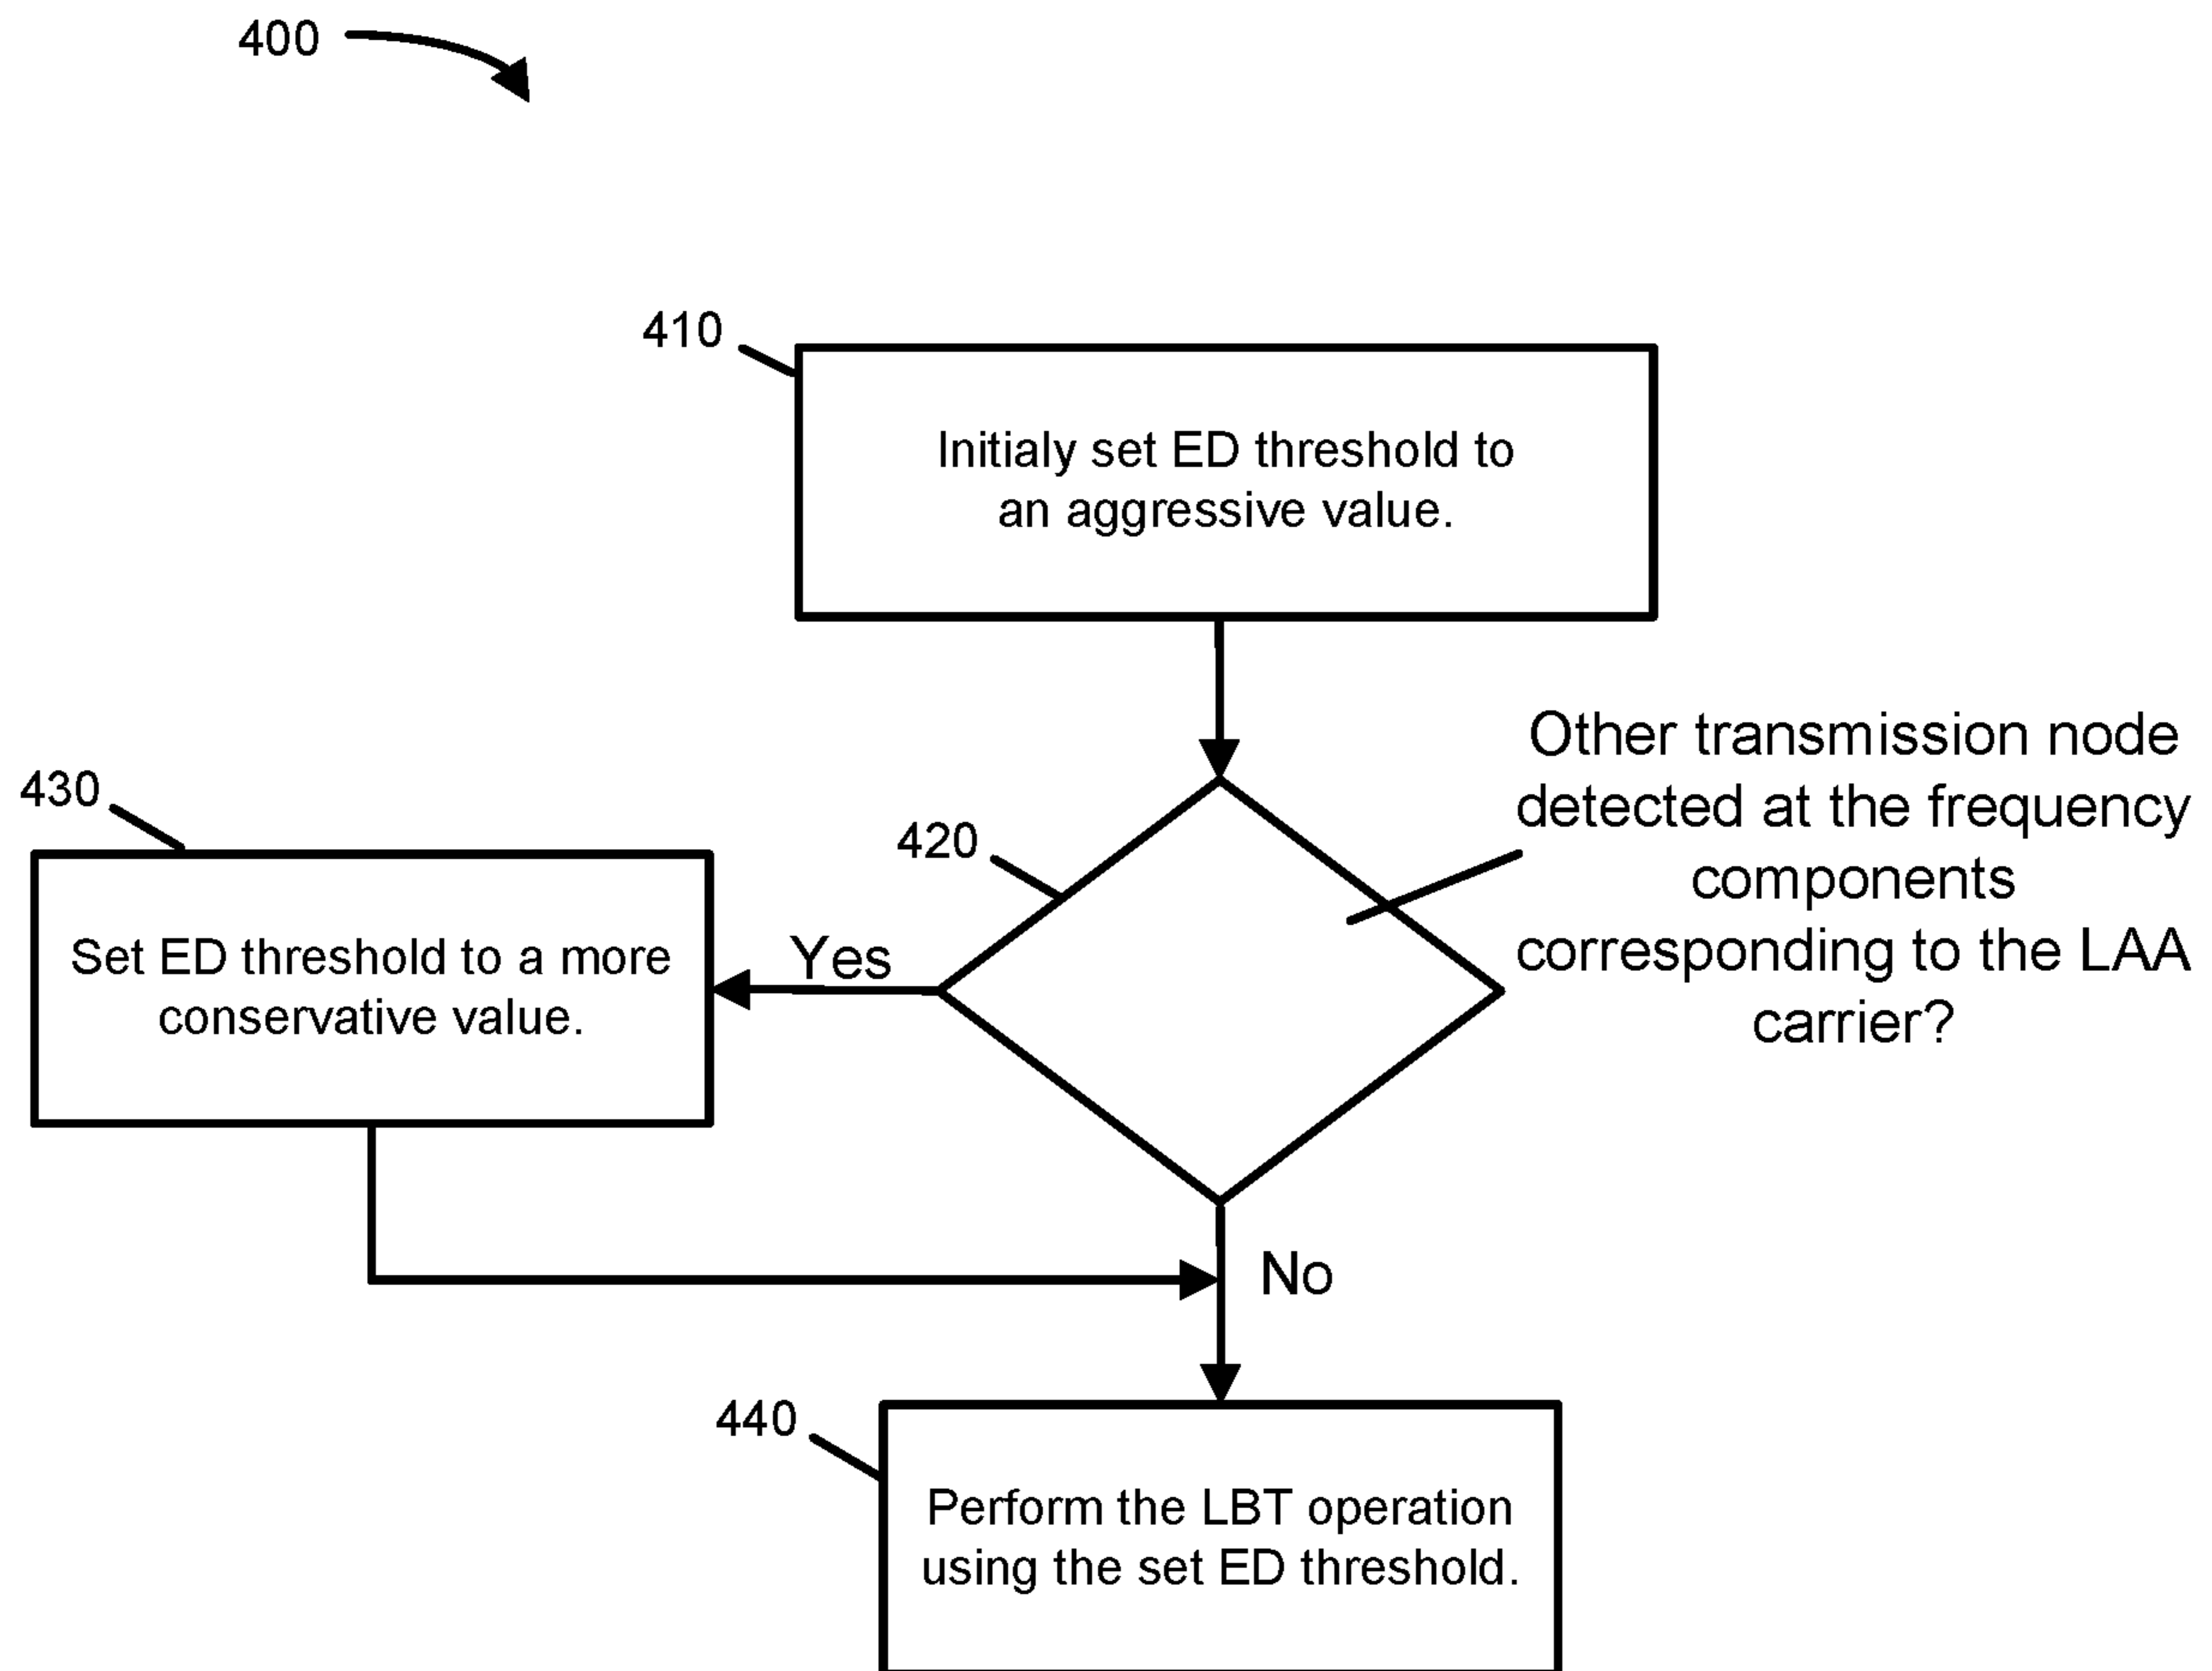 400
410
Initialy set ED threshold to
an aggressive value.
Other transmission node
detected at the frequency
components
corresponding to the LAA
carrier?
420
430
Set ED threshold to a more
conservative value.
Yes
No
440
Perform the LBT operation
using the set ED threshold.